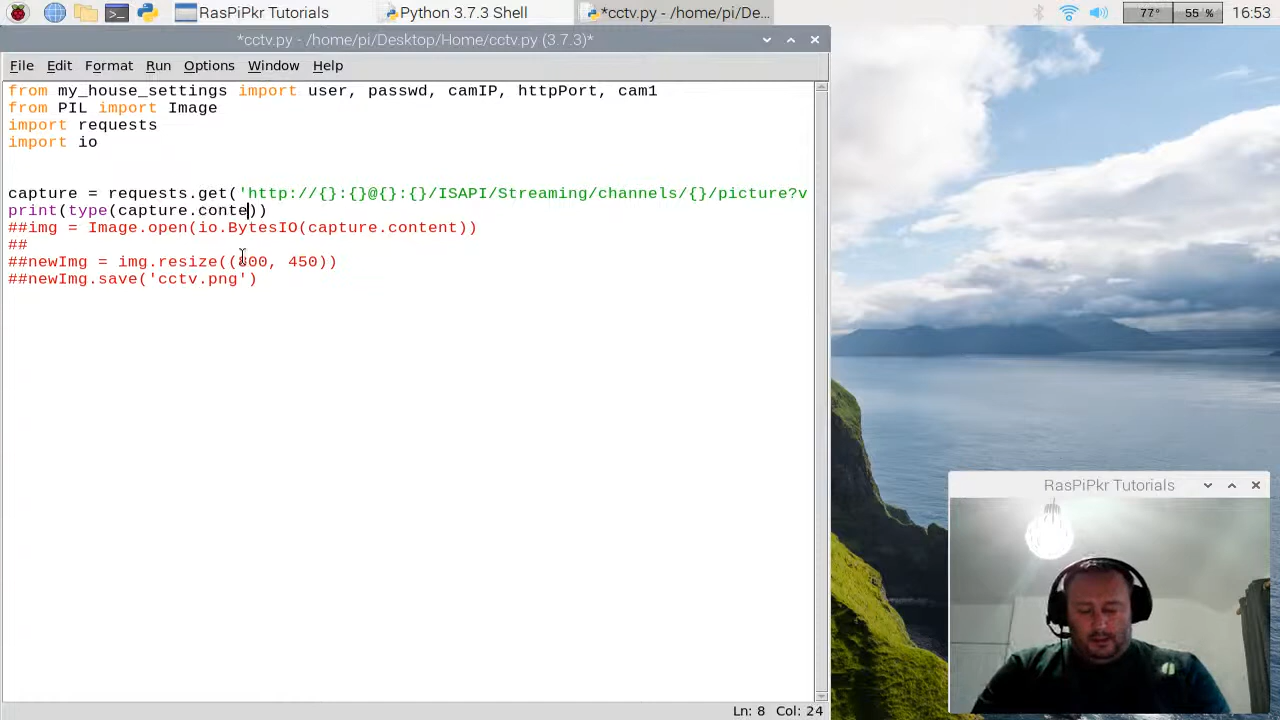 RasPiPkr Tutorials
Python 3.7.3 Shell
*cctv.py - /home/pi/De...
77°
55 %
16:53
*cctv.py - /home/pi/Desktop/Home/cctv.py (3.7.3)*
File Edit Format Run Options Window Help
from my_house_settings import user, passwd, camIP, httpPort, cam1
from PIL import Image
import requests
import io
capture = requests.get('http://{}:{}@{}:{}/ISAPI/Streaming/channels/{}/picture?v
print(type(capture.conte))
##img = Image.open(io.BytesIO(capture.content))
##
##newImg = img.resize((800, 450))
##newImg.save('cctv.png')
RasPiPkr Tutorials
Ln: 8 Col: 24